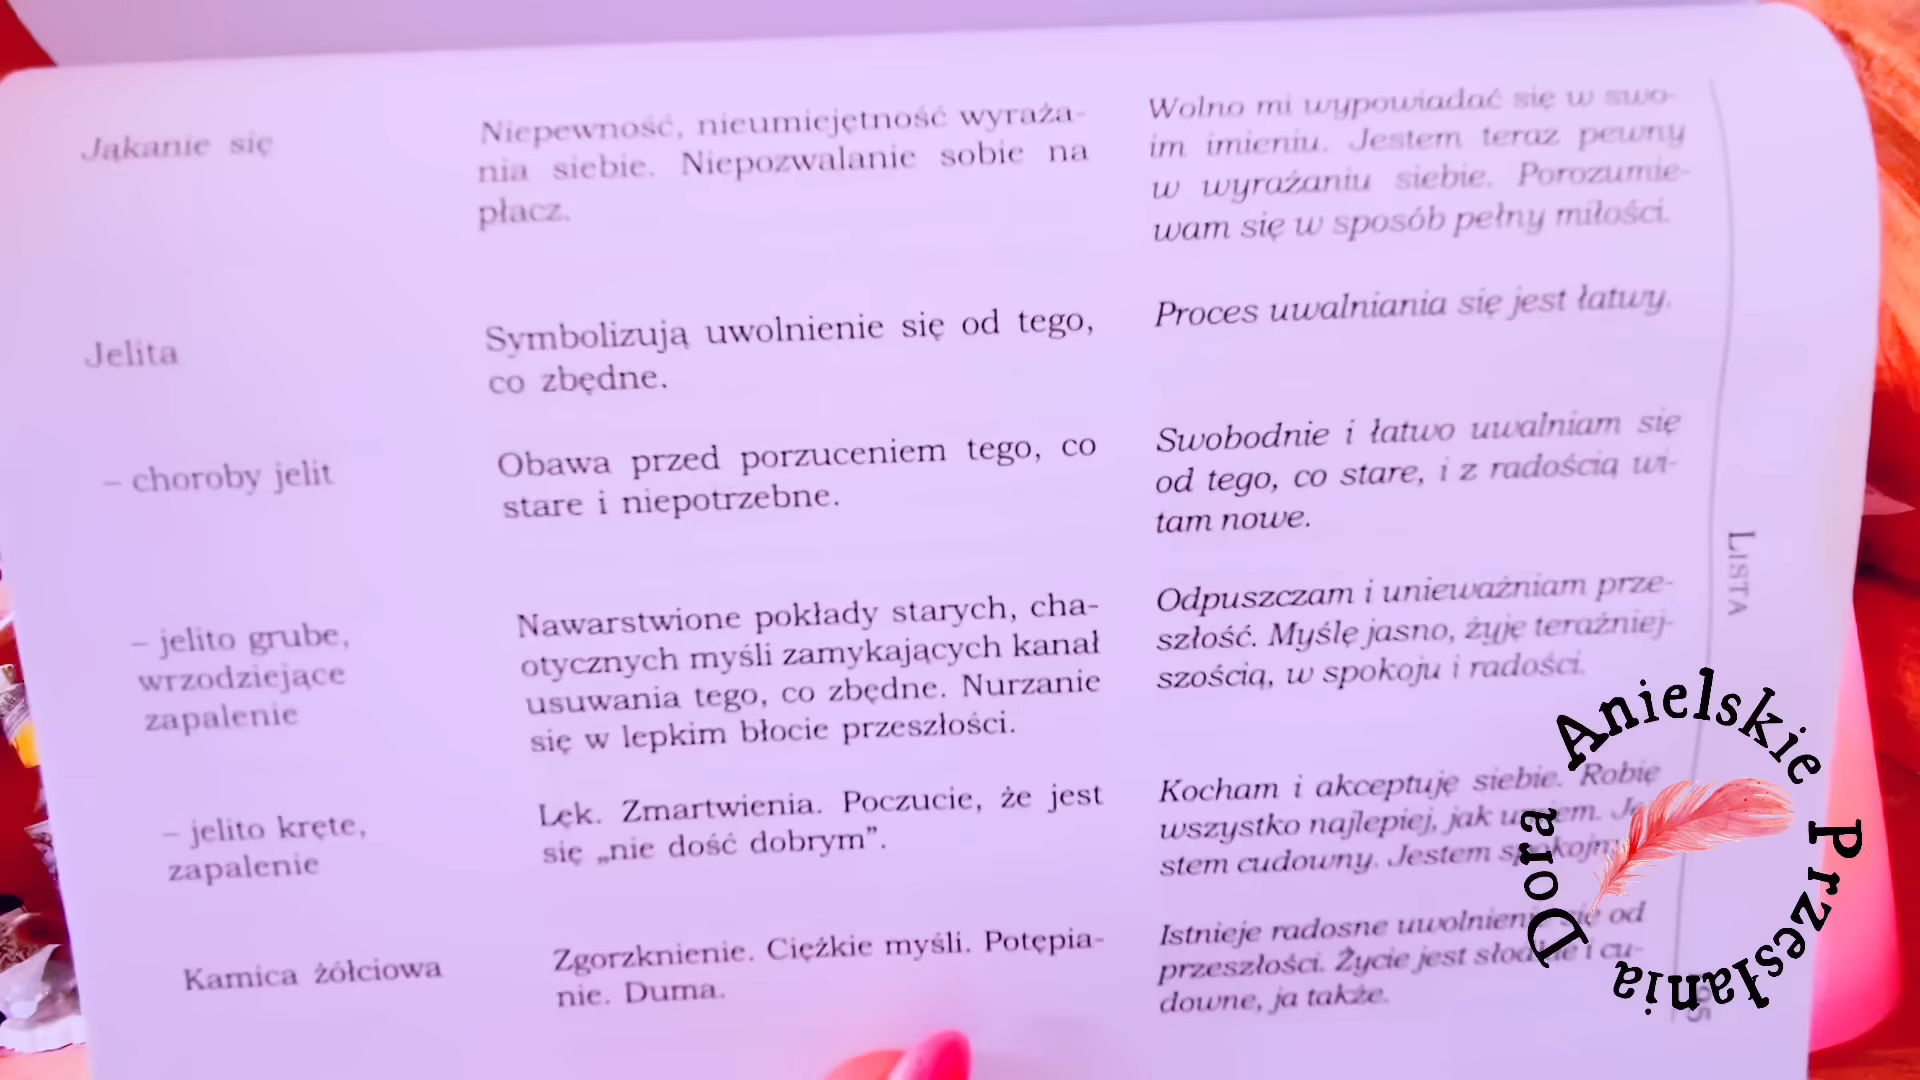 Jąkanie się
Niepewność, nieumiejętność wyraża-
nia siebie. Niepozwalanie sobie na
płacz.
Wolno mi wypowiadać się w swo-
im imieniu. Jestem teraz pewny
w wyrażaniu siebie. Porozumie-
wam się w sposób pełny miłości.
Jelita
Symbolizują uwolnienie się od tego,
co zbędne.
Proces uwalniania się jest łatwy.
– choroby jelit
Obawa przed porzuceniem tego, co
stare i niepotrzebne.
Swobodnie i łatwo uwalniam się
od tego, co stare, i z radością wi-
tam nowe.
– jelito grube,
wrzodziejące
zapalenie
Nawarstwione pokłady starych, cha-
otycznych myśli zamykających kanał
usuwania tego, co zbędne. Nurzanie
się w lepkim błocie przeszłości.
Odpuszczam i unieważniam prze-
szłość. Myślę jasno, żyję teraźniej-
szością, w spokoju i radości.
– jelito kręte,
zapalenie
Lęk. Zmartwienia. Poczucie, że jest
się „nie dość dobrym”.
Kocham i akceptuję siebie. Robię
wszystko najlepiej, jak umiem. Je-
stem cudowny. Jestem spokojny.
Kamica żółciowa
Zgorzknienie. Ciężkie myśli. Potępia-
nie. Duma.
Istnieje radosne uwolnienie się od
przeszłości. Życie jest słodkie i cu-
downe, ja także.
LISTA
Dora Anielskie Przesłania